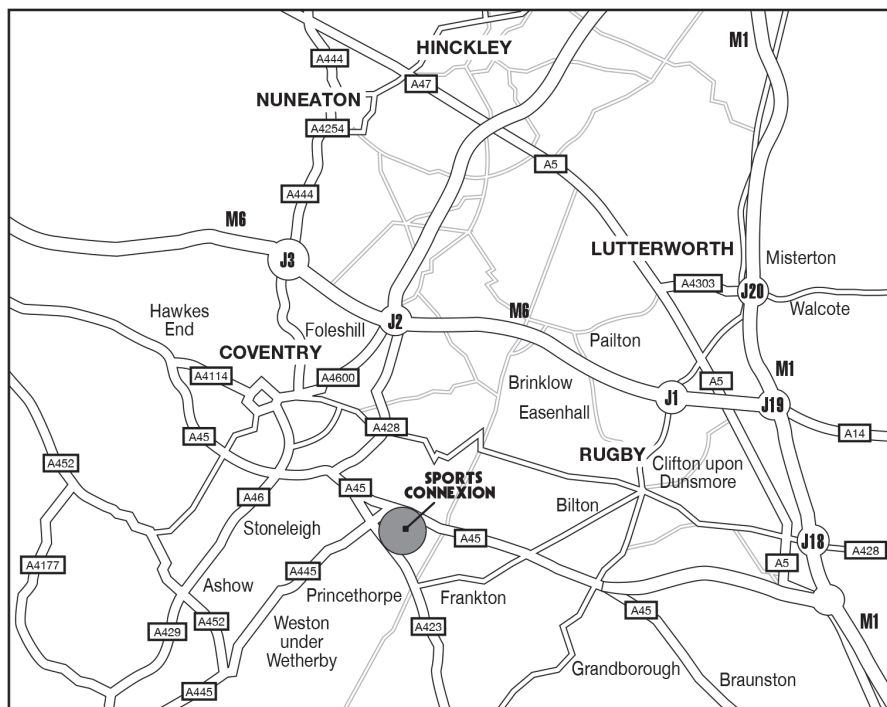 HINCKLEY
M1
A444
A47
NUNEATON
A4254
A5
A444
M6
LUTTERWORTH
Misterton
J3
A4303
J20
Hawkes
End
Foleshill
J2
M6
Walcote
Pailton
COVENTRY
A4114
A4600
Brinklow
A5
M1
J1
J19
Easenhall
A428
A45
A14
RUGBY
Clifton upon
Dunsmore
A452
SPORTS
CONNEXION
A45
A46
Bilton
Stoneleigh
A45
J18
A428
A4177
A445
A5
Ashow
Princethorpe
Frankton
A45
Weston
under
Wetherby
A452
A429
A423
M1
Grandborough
Braunston
A445